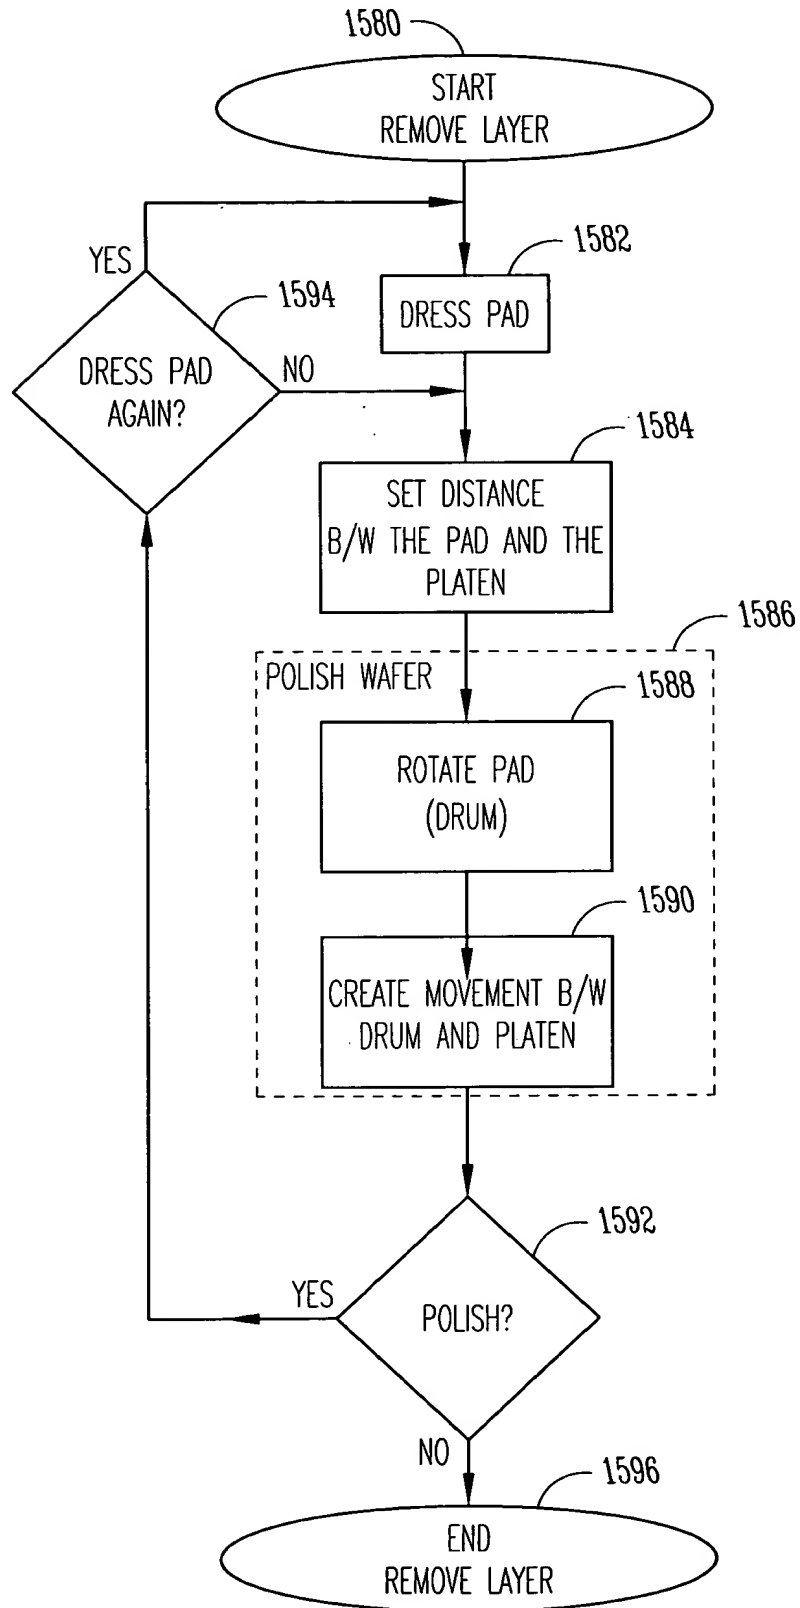 1580
START
REMOVE LAYER
YES
1582
1594
DRESS PAD
DRESS PAD
AGAIN?
NO
1584
SET DISTANCE
B/W THE PAD AND THE
PLATEN
1586
POLISH WAFER
1588
ROTATE PAD
(DRUM)
1590
CREATE MOVEMENT B/W
DRUM AND PLATEN
1592
YES
POLISH?
NO
1596
END
REMOVE LAYER